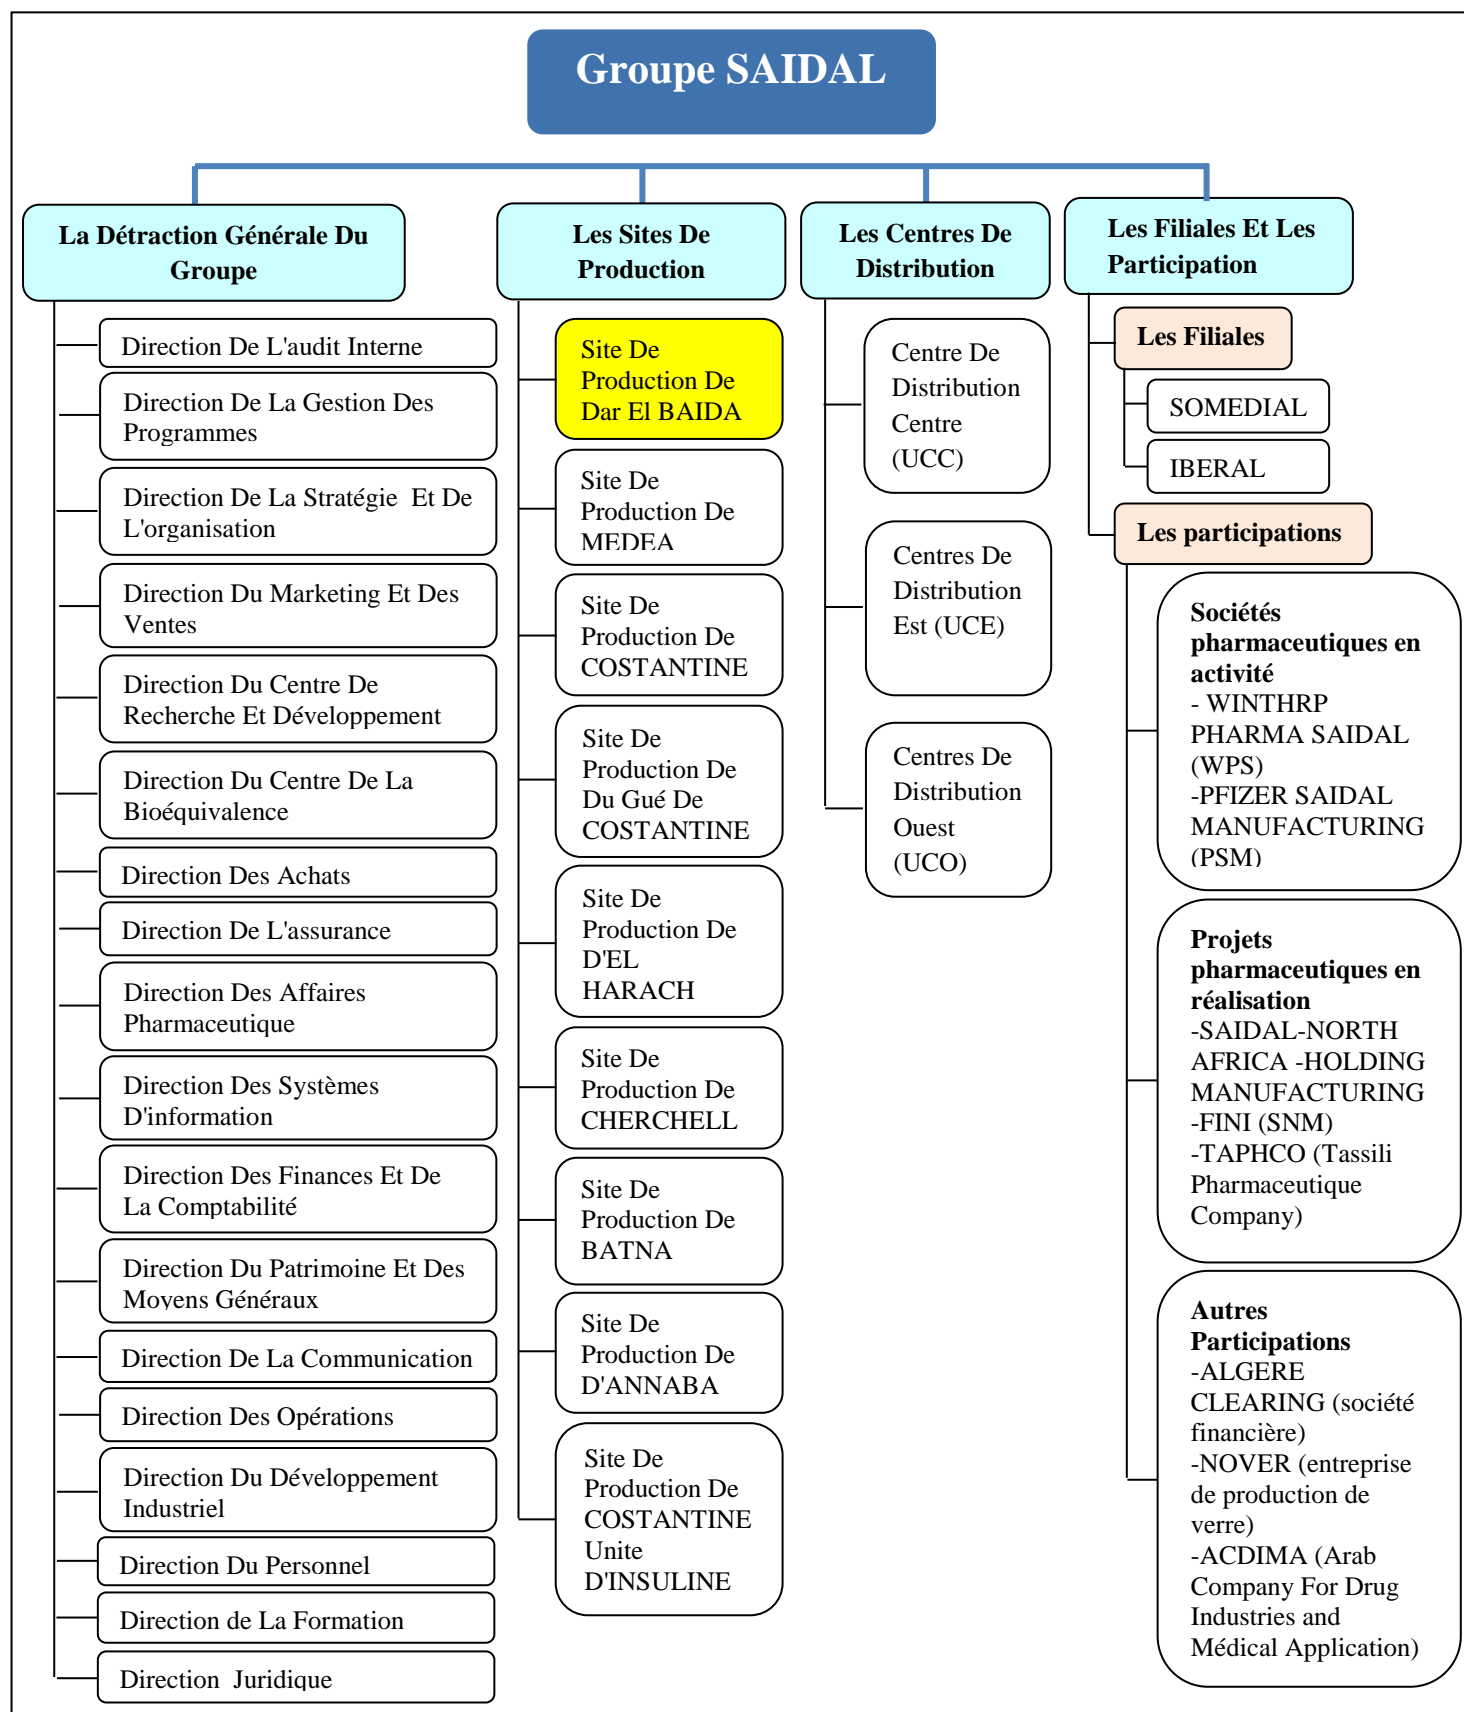 Groupe SAIDAL
La Détraction Générale Du
Groupe
Direction De L'audit Interne
Direction De La Gestion Des
Programmes
Direction De La Stratégie  Et De
L'organisation
Direction Du Marketing Et Des
Ventes
Direction Du Centre De
Recherche Et Développement
Direction Du Centre De La
Bioéquivalence
Direction Des Achats
Direction De L'assurance
Direction Des Affaires
Pharmaceutique
Direction Des Systèmes
D'information
Direction Des Finances Et De
La Comptabilité
Direction Du Patrimoine Et Des
Moyens Généraux
Direction De La Communication
Direction Des Opérations
Direction Du Développement
Industriel
Direction Du Personnel
Direction de La Formation
Direction  Juridique
Les Sites De
Production
Site De
Production De
Dar El BAIDA
Site De
Production De
MEDEA
Site De
Production De
COSTANTINE
Site De
Production De
Du Gué De
COSTANTINE
Site De
Production De
D'EL
HARACH
Site De
Production De
CHERCHELL
Site De
Production De
BATNA
Site De
Production De
D'ANNABA
Site De
Production De
COSTANTINE
Unite
D'INSULINE
Les Centres De
Distribution
Centre De
Distribution
Centre
(UCC)
Centres De
Distribution
Est (UCE)
Centres De
Distribution
Ouest
(UCO)
Les Filiales Et Les
Participation
Les Filiales
SOMEDIAL
IBERAL
Les participations
Sociétés
pharmaceutiques en
activité
- WINTHRP
PHARMA SAIDAL
(WPS)
-PFIZER SAIDAL
MANUFACTURING
(PSM)
Projets
pharmaceutiques en
réalisation
-SAIDAL-NORTH
AFRICA -HOLDING
MANUFACTURING
-FINI (SNM)
-TAPHCO (Tassili
Pharmaceutique
Company)
Autres
Participations
-ALGERE
CLEARING (société
financière)
-NOVER (entreprise
de production de
verre)
-ACDIMA (Arab
Company For Drug
Industries and
Médical Application)